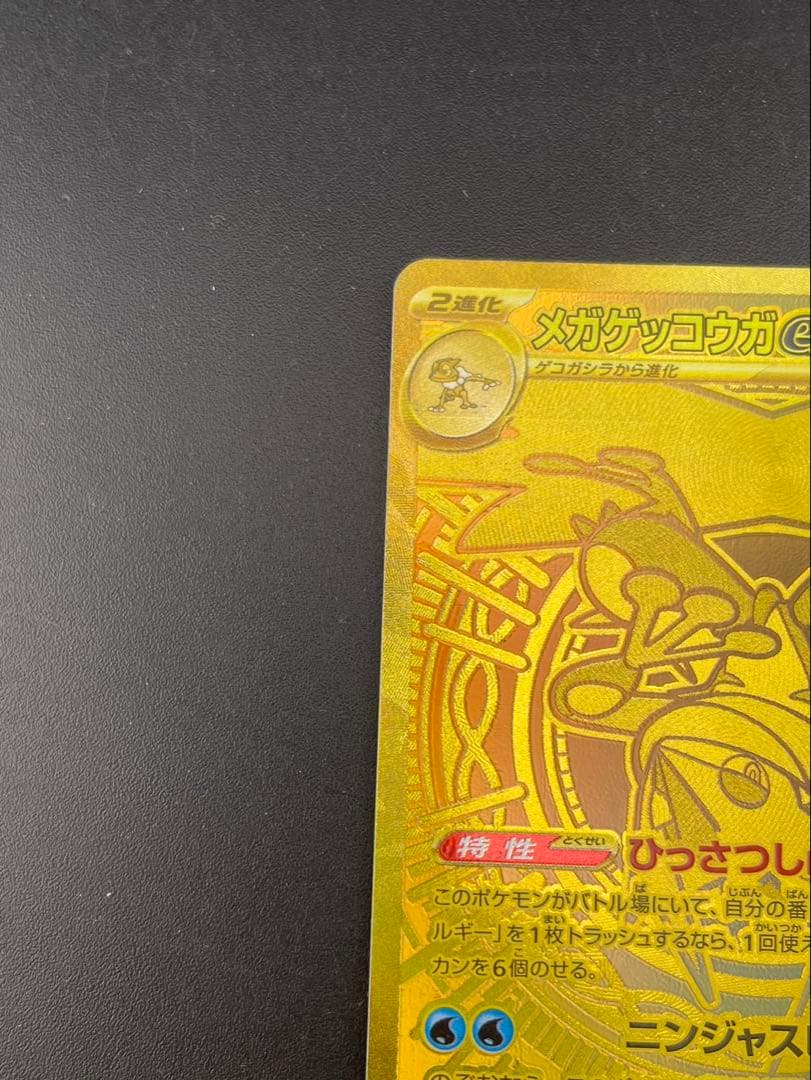 2進化
メガゲッコウガe
ゲコガシラから進化
特性 とくせい
ひっさつし
このポケモンがバトル場にいて、自分の番
ルギー」を1枚トラッシュするなら、1回使え
カンを6個のせる。
ニンジャス